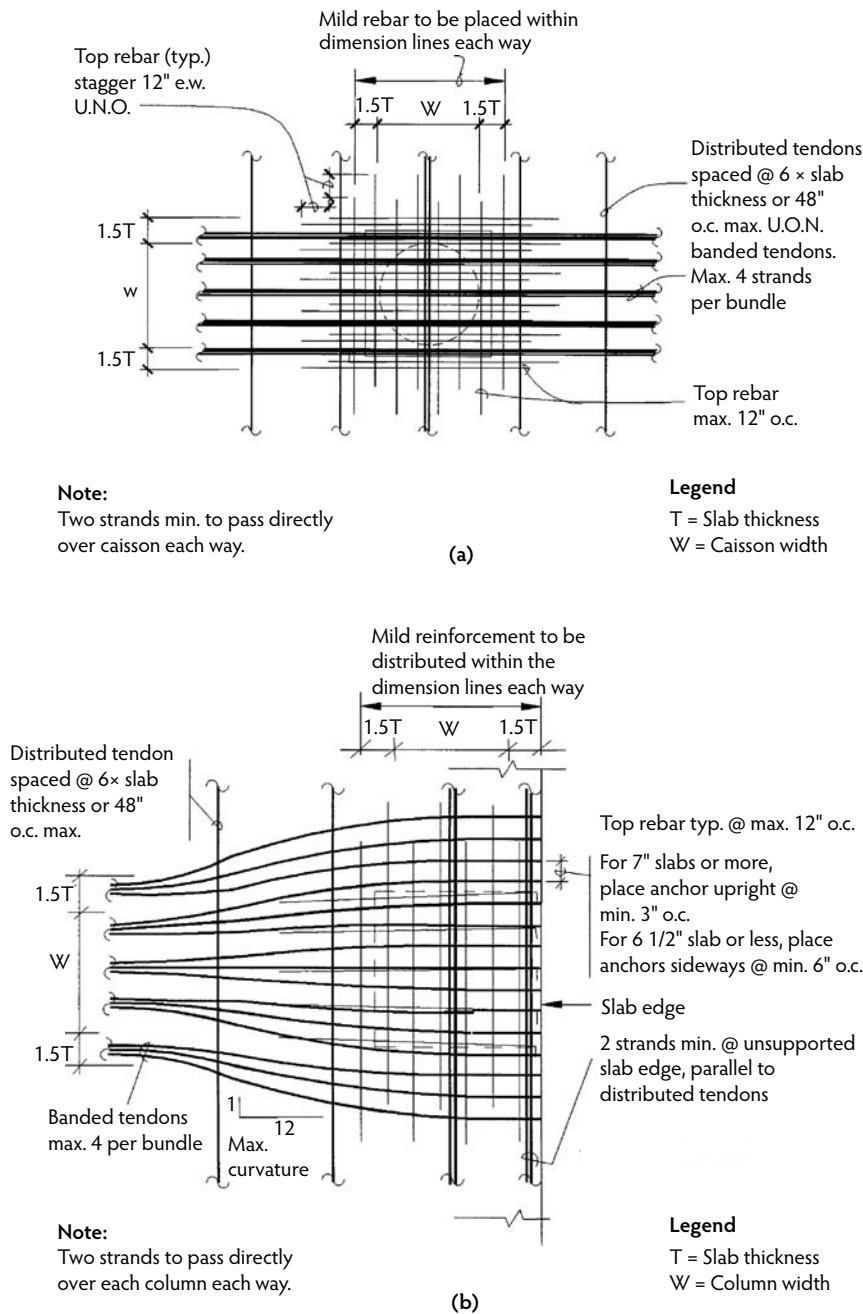 Mild rebar to be placed within
dimension lines each way
Top rebar (typ.)
stagger 12" e.w.
U.N.O.
1.5T
W
1.5T
Distributed tendons
spaced @ 6 × slab
thickness or 48"
o.c. max. U.O.N.
banded tendons.
Max. 4 strands
per bundle
1.5T
w
1.5T
Top rebar
max. 12" o.c.
Note:
Two strands min. to pass directly
over caisson each way.
Legend
T = Slab thickness
W = Caisson width
(a)
Mild reinforcement to be
distributed within the
dimension lines each way
1.5T
W
1.5T
Distributed tendon
spaced @ 6× slab
thickness or 48"
o.c. max.
Top rebar typ. @ max. 12" o.c.
For 7" slabs or more,
place anchor upright @
min. 3" o.c.
For 6 1/2" slab or less, place
anchors sideways @ min. 6" o.c.
1.5T
W
1.5T
Slab edge
2 strands min. @ unsupported
slab edge, parallel to
distributed tendons
Banded tendons
max. 4 per bundle
1
12
Max.
curvature
Note:
Two strands to pass directly
over each column each way.
Legend
T = Slab thickness
W = Column width
(b)